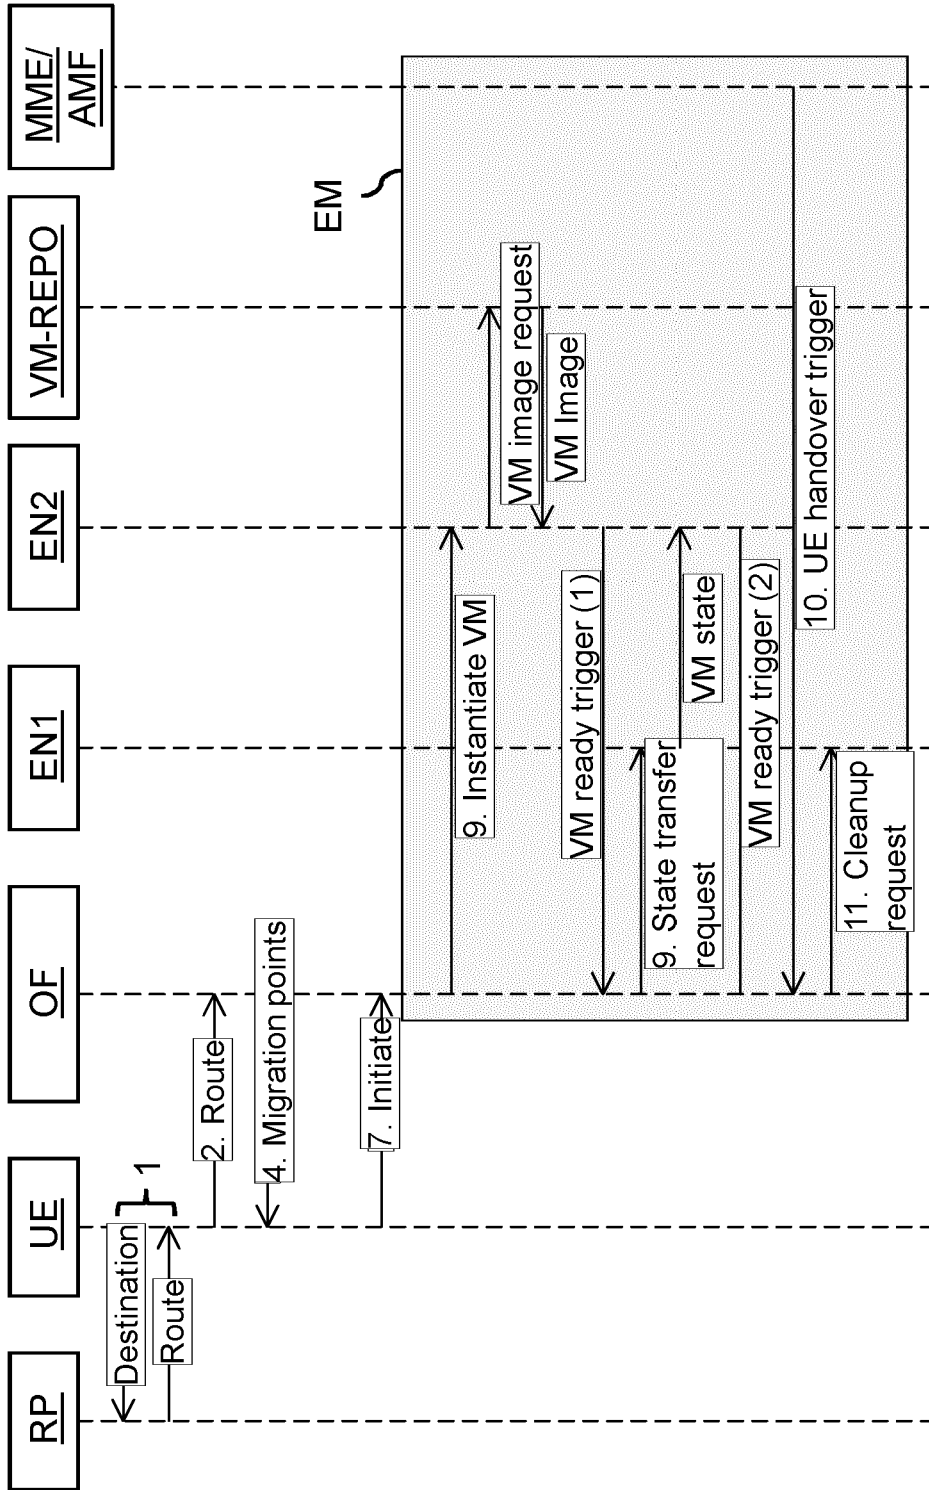 RP
UE
OF
EN1
EN2
VM-REPO
MME/
AMF
Destination
1
Route
2. Route
4. Migration points
7. Initiate
EM
9. Instantiate VM
VM image request
VM Image
VM ready trigger (1)
9. State transfer
request
VM state
VM ready trigger (2)
10. UE handover trigger
11. Cleanup
request